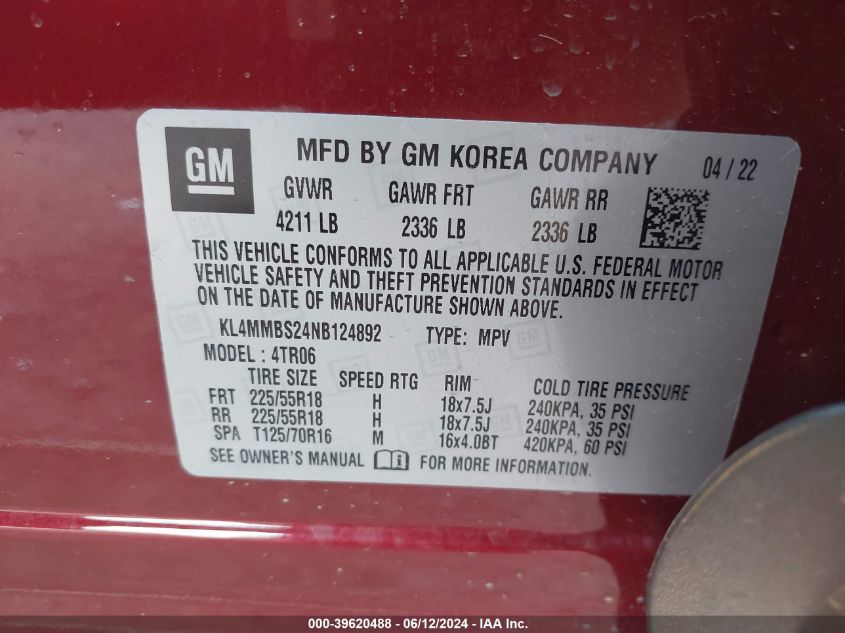 GM
MFD BY GM KOREA COMPANY 04 / 22
GVWR GAWR FRT GAWR RR
4211 LB 2336 LB 2336 LB
THIS VEHICLE CONFORMS TO ALL APPLICABLE U.S. FEDERAL MOTOR
VEHICLE SAFETY AND THEFT PREVENTION STANDARDS IN EFFECT
ON THE DATE OF MANUFACTURE SHOWN ABOVE.
KL4MMBS24NB124892 TYPE: MPV
MODEL : 4TR06
TIRE SIZE SPEED RTG RIM COLD TIRE PRESSURE
FRT 225/55R18 H 18x7.5J 240KPA, 35 PSI
RR 225/55R18 H 18x7.5J 240KPA, 35 PSI
SPA T125/70R16 M 16x4.0BT 420KPA, 60 PSI
SEE OWNER'S MANUAL FOR MORE INFORMATION.
000-39620488 - 06/12/2024 - IAA Inc.